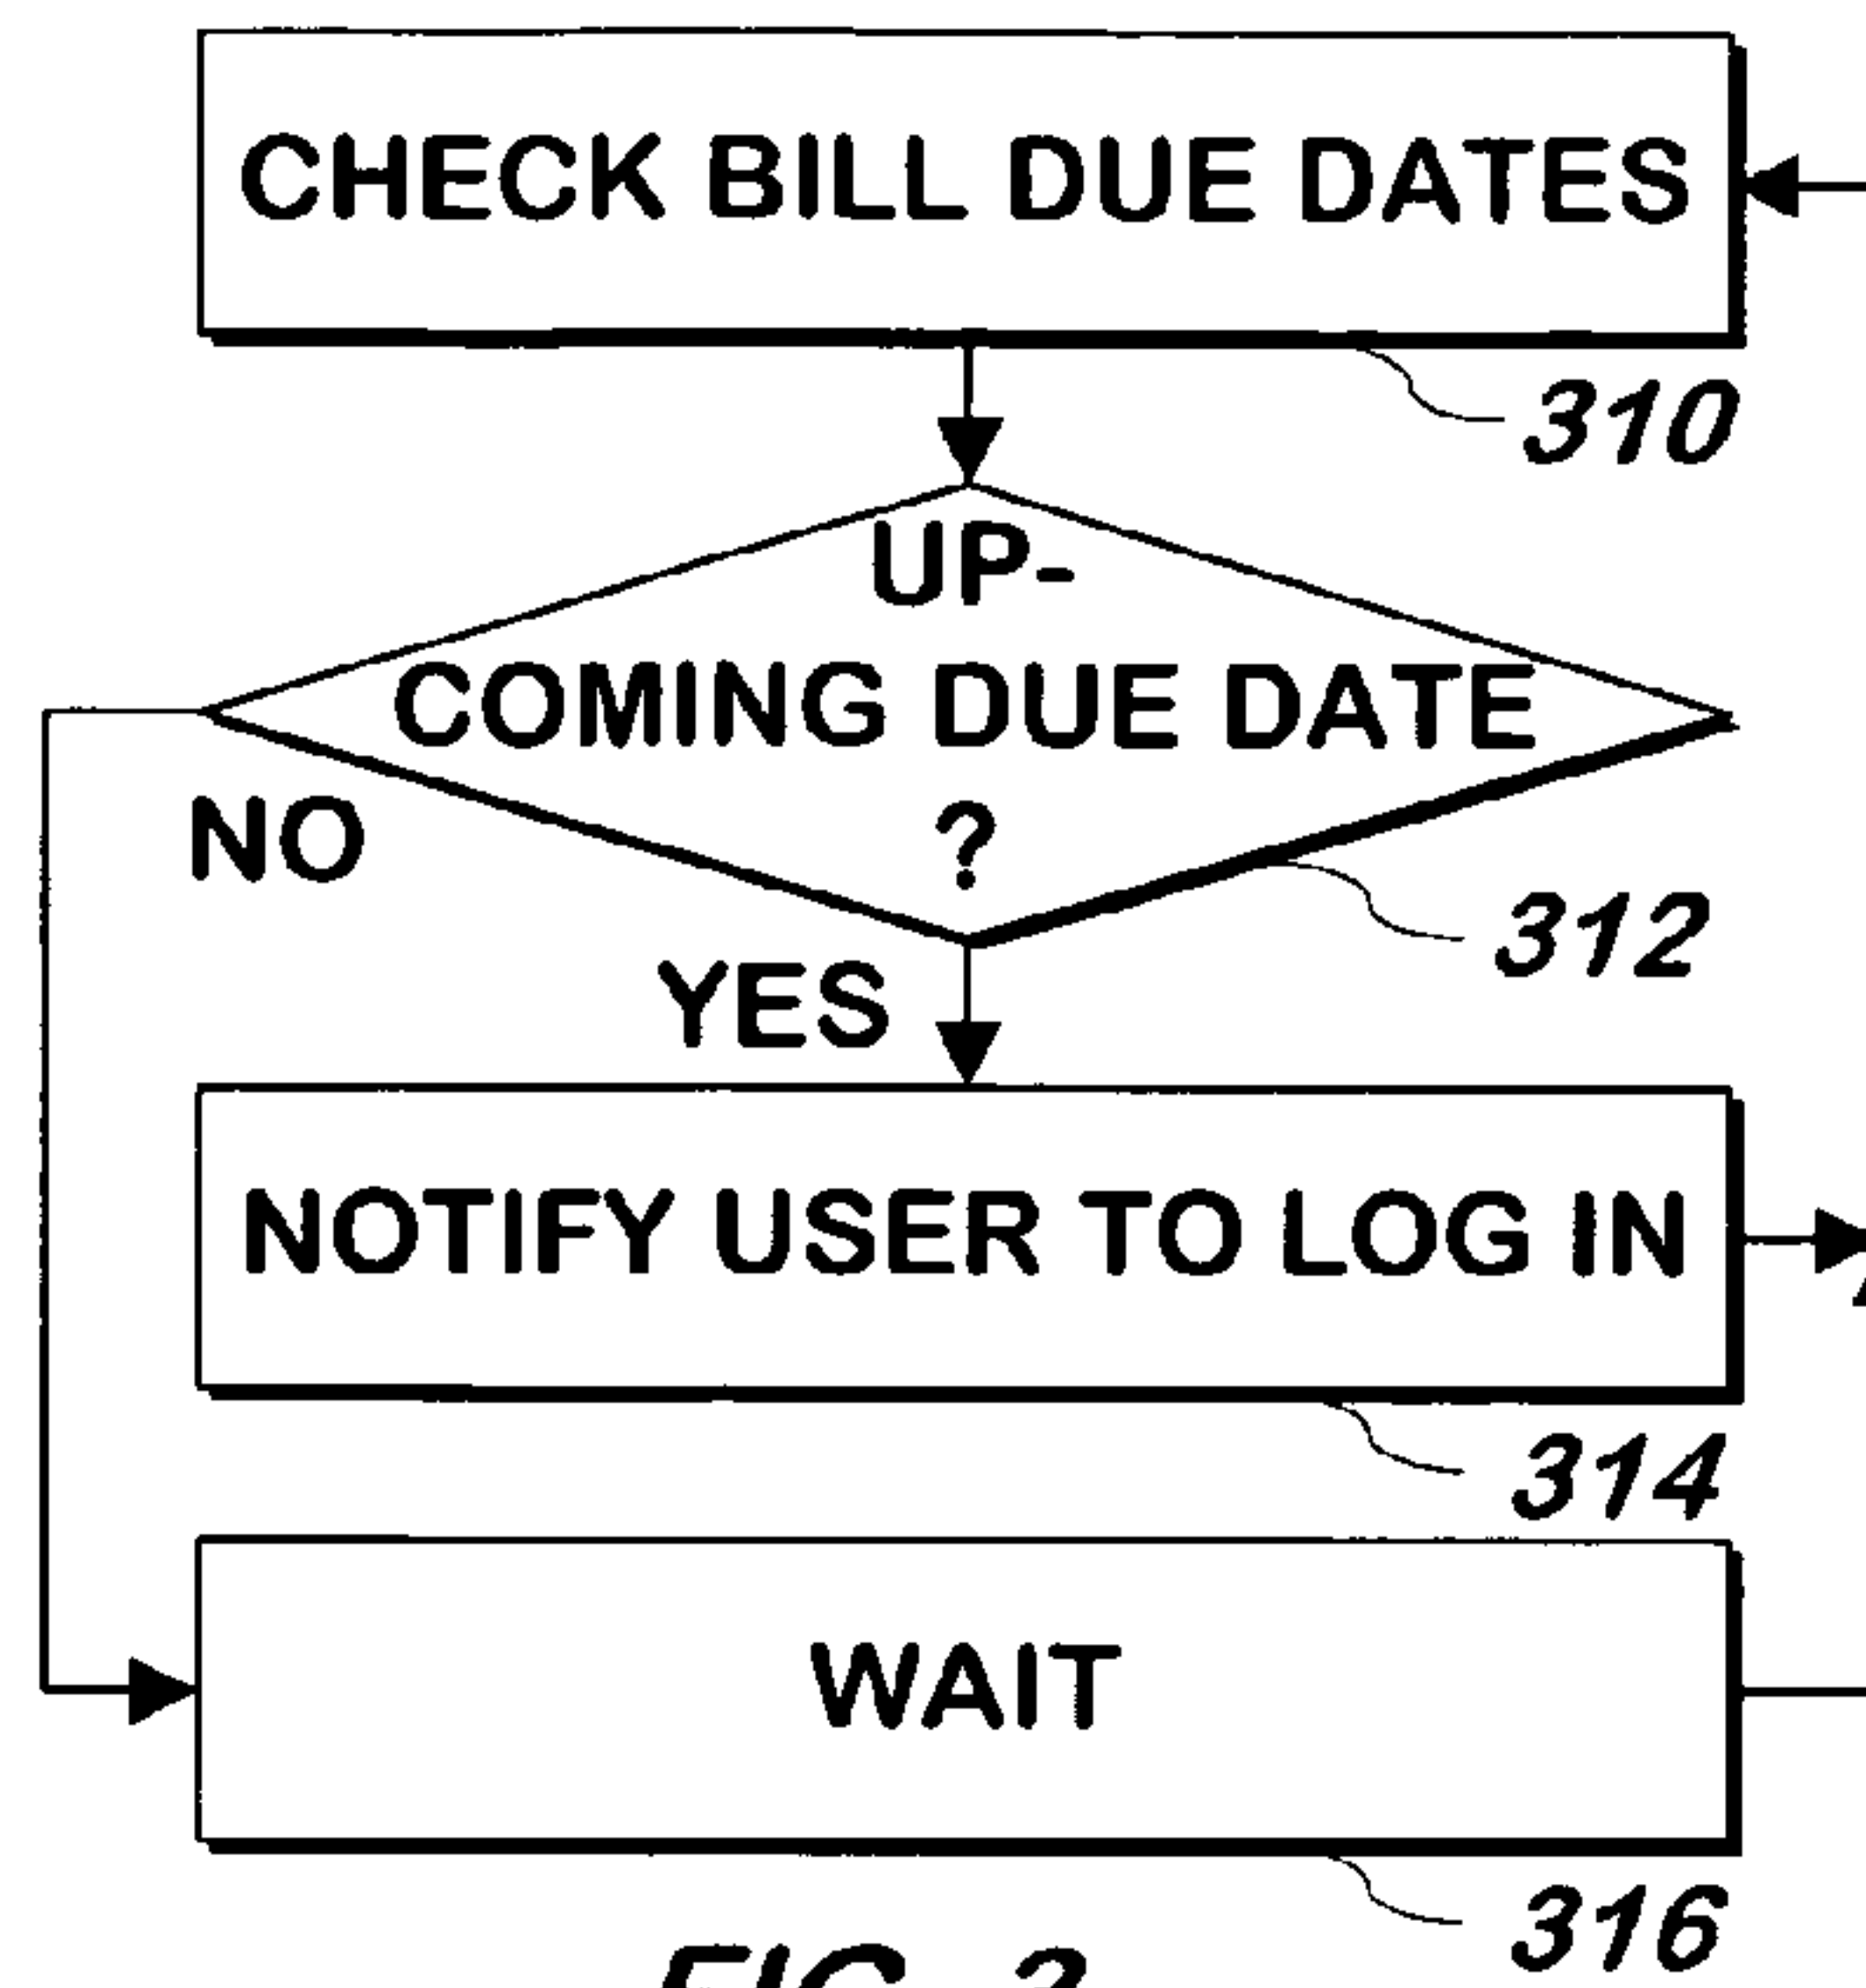 CHECK BILL DUE DATES
310
UP-
COMING DUE DATE
?
NO
312
YES
NOTIFY USER TO LOG IN
314
WAIT
316